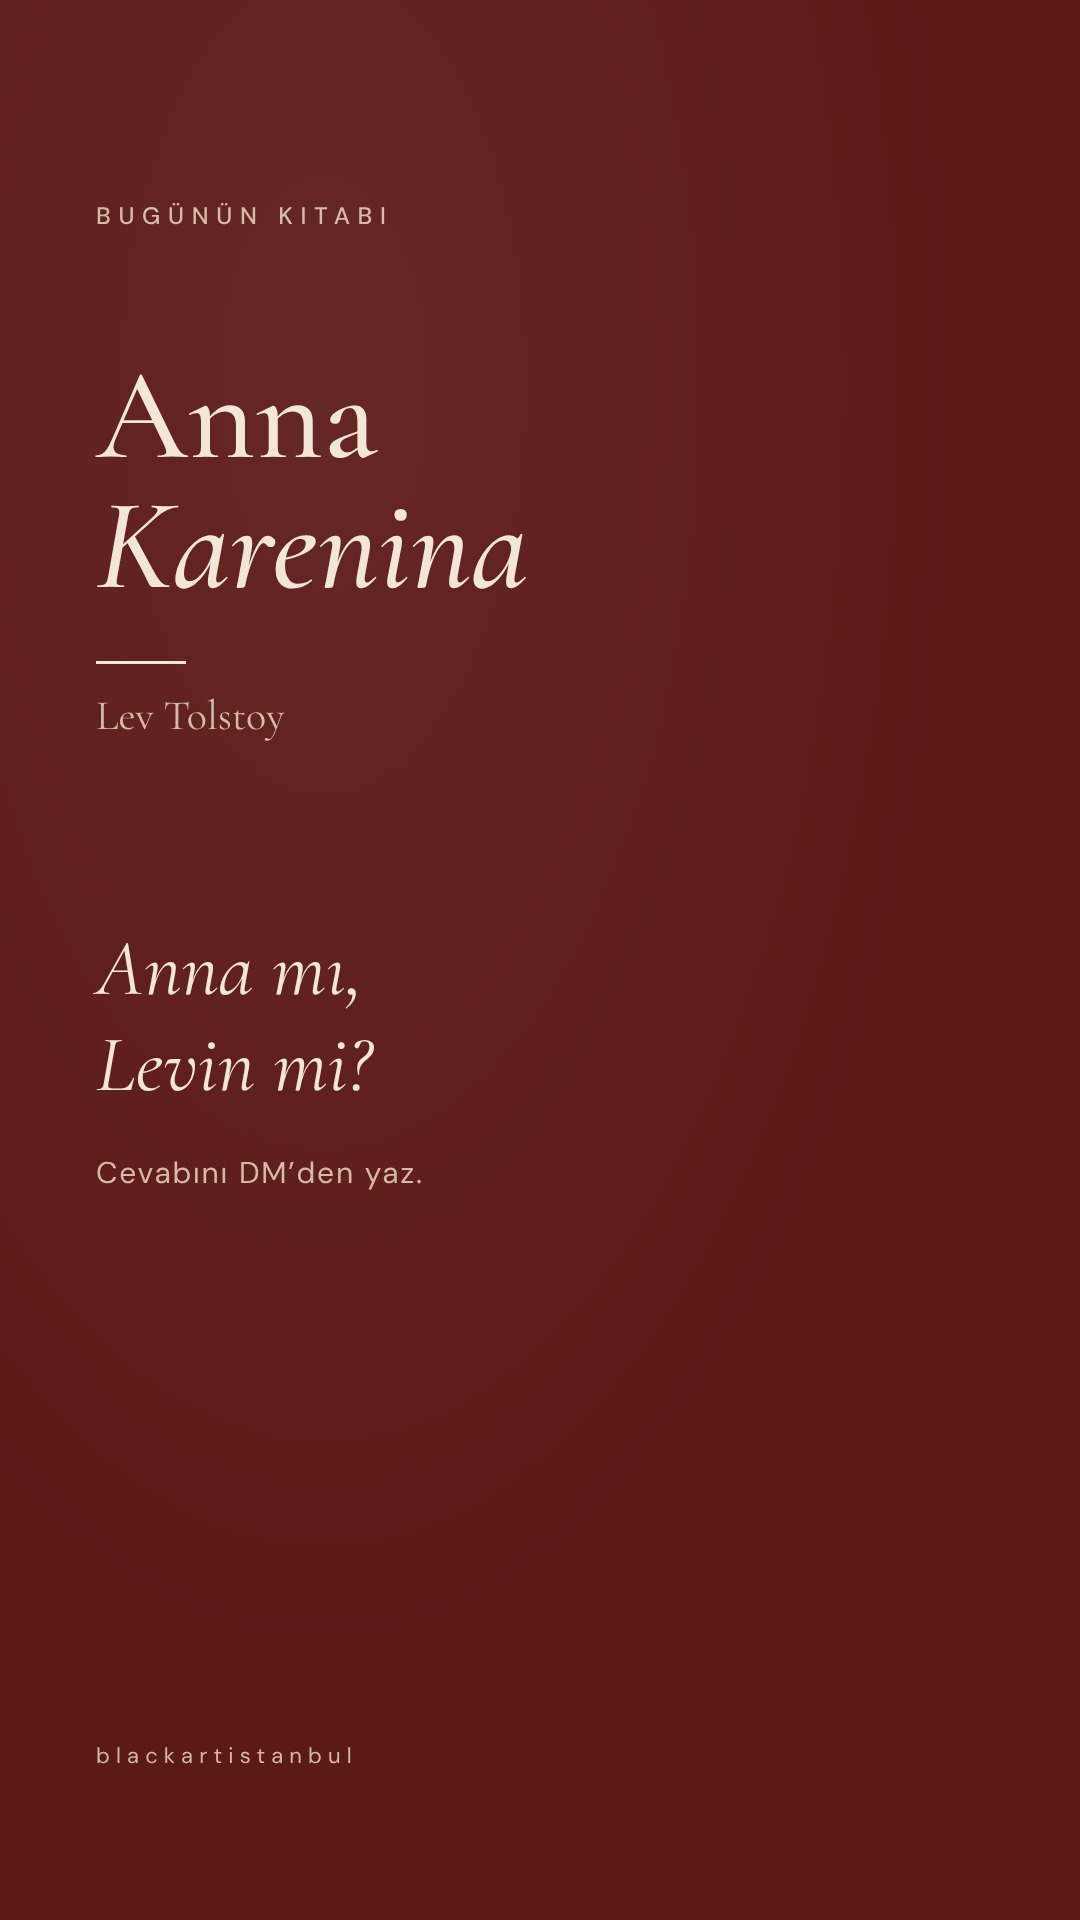 BUGÜNÜN KITABI
Anna
Karenina
Lev Tolstoy
Anna mı,
Levin mi?
Cevabını DM’den yaz.
blackartistanbul